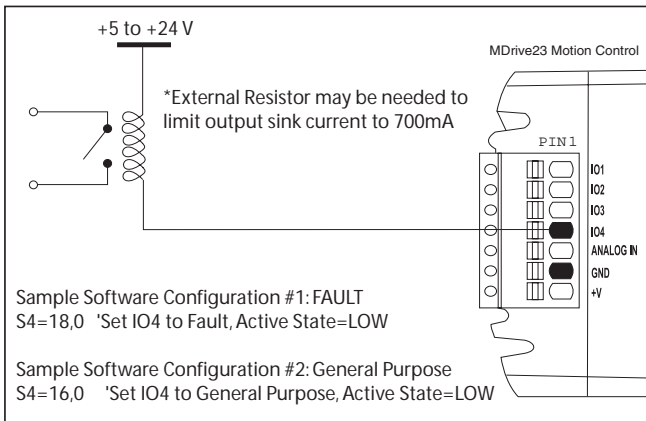 +5 to +24 V
MDrive23 Motion Control
*External Resistor may be needed to
limit output sink current to 700mA
PIN1
IO1
IO2
IO3
IO4
ANALOG IN
GND
+V
Sample Software Configuration #1: FAULT
S4=18,0 'Set IO4 to Fault, Active State=LOW
Sample Software Configuration #2: General Purpose
S4=16,0 'Set IO4 to General Purpose, Active State=LOW